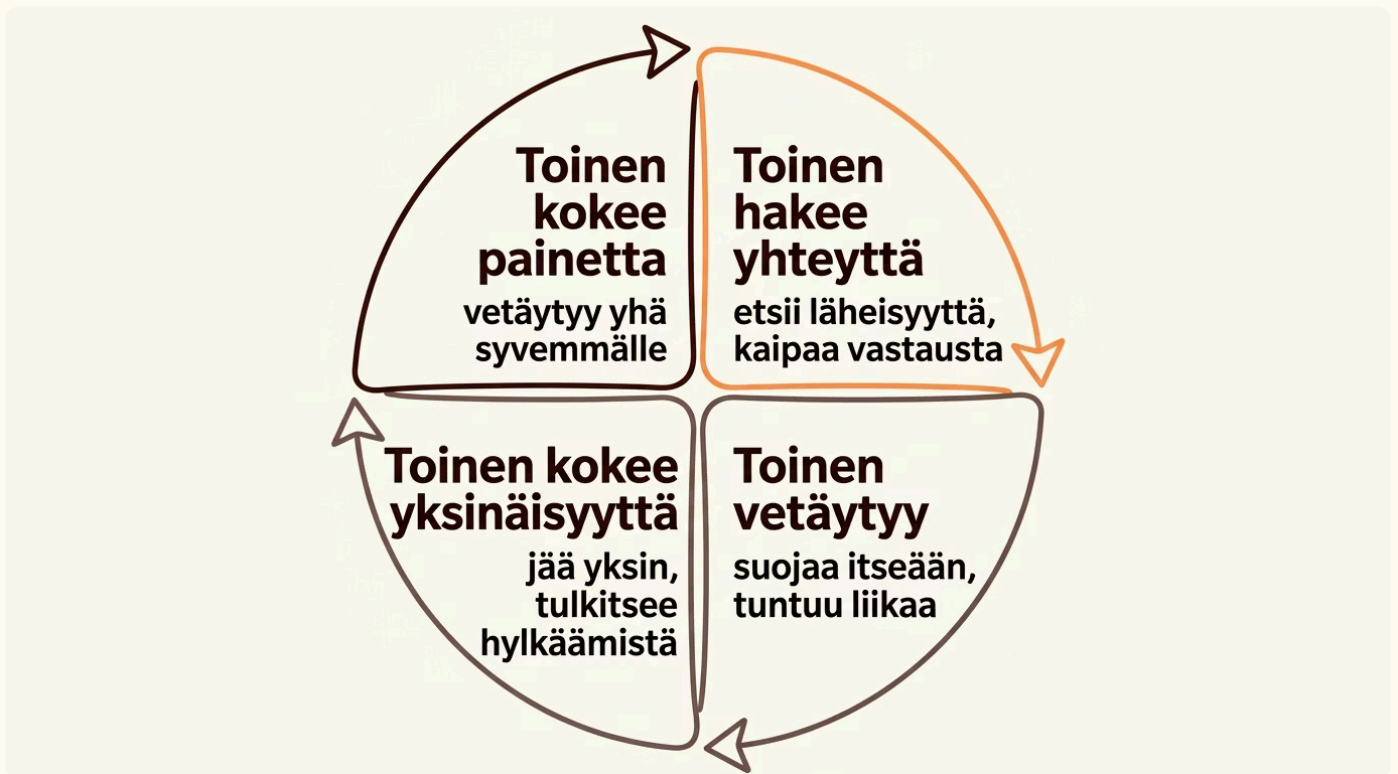 Toinen
kokee
painetta
vetäytyy yhä
syvemmälle
Toinen
hakee
yhteyttä
etsii läheisyyttä,
kaipaa vastausta
Toinen kokee
yksinäisyyttä
jää yksin,
tulkitsee
hylkäämistä
Toinen
vetäytyy
suojaa itseään,
tuntuu liikaa